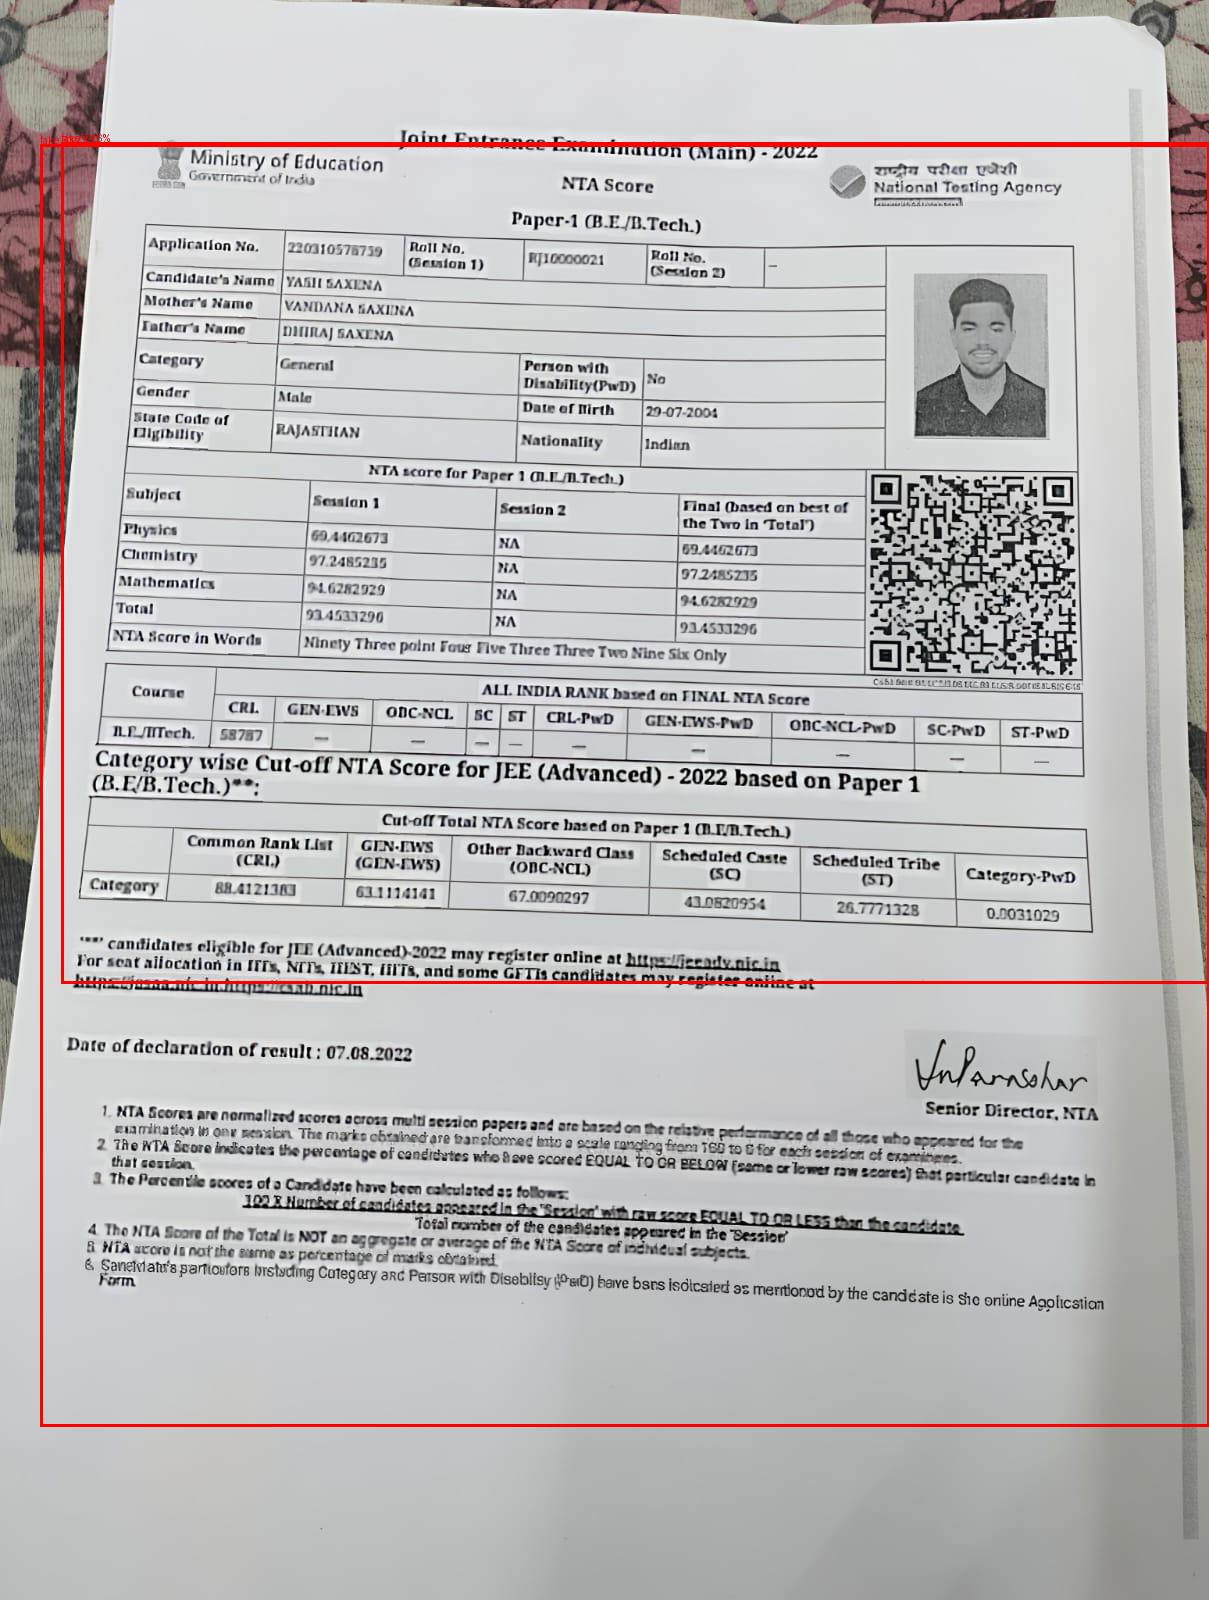 Joint Entrance Examination (Main) - 2022
Ministry of Education
Government of India
NTA Score
राष्ट्रीय परीक्षा एजेंसी
National Testing Agency
Paper-1 (B.E./B.Tech.)
Application No. 220310578759 Roll No. (Session 1) RJ10000021 Roll No. (Session 2) --
Candidate's Name YASH SAXENA
Mother's Name VANDANA SAXENA
Father's Name DHIRAJ SAXENA
Category General Person with Disability(PwD) No
Gender Male Date of Birth 29-07-2004
State Code of Eligibility RAJASTHAN Nationality Indian
NTA score for Paper 1 (B.E./B.Tech.)
Subject Session 1 Session 2 Final (based on best of the Two in 'Total')
Physics 69.4462673 NA 69.4462673
Chemistry 97.2485235 NA 97.2485235
Mathematics 94.6282929 NA 94.6282929
Total 93.4533296 NA 93.4533296
NTA Score in Words Ninety Three point Four Five Three Three Two Nine Six Only
ALL INDIA RANK based on FINAL NTA Score
Course CRL GEN-EWS OBC-NCL SC ST CRL-PwD GEN-EWS-PwD OBC-NCL-PwD SC-PwD ST-PwD
B.E./BTech. 58787 — — — — — — — — —
Category wise Cut-off NTA Score for JEE (Advanced) - 2022 based on Paper 1
(B.E/B.Tech.)**:
Cut-off Total NTA Score based on Paper 1 (B.E/B.Tech.)
Common Rank List (CRL) GEN-EWS (GEN-EWS) Other Backward Class (OBC-NCL) Scheduled Caste (SC) Scheduled Tribe (ST) Category-PwD
Category 88.4121383 63.1114141 67.0090297 43.0820954 26.7771328 0.0031029
'**' candidates eligible for JEE (Advanced)-2022 may register online at https://jeeadv.nic.in
For seat allocation in IITs, NITs, IIEST, IIITs, and some GFTIs candidates may register online at
https://josaa.nic.in,https://csab.nic.in
Date of declaration of result : 07.08.2022
Senior Director, NTA
1. NTA Scores are normalized scores across multi session papers and are based on the relative performance of all those who appeared for the
examination in one session. The marks obtained are transformed into a scale ranging from 100 to 0 for each session of examinees.
2. The NTA Score indicates the percentage of candidates who have scored EQUAL TO OR BELOW (same or lower raw scores) that particular candidate in
that session.
3. The Percentile scores of a Candidate have been calculated as follows:
100 X Number of candidates appeared in the 'Session' with raw score EQUAL TO OR LESS than the candidate
Total number of the candidates appeared in the 'Session'
4. The NTA Score of the Total is NOT an aggregate or average of the NTA Score of individual subjects.
5. NTA score is not the same as percentage of marks obtained.
6. particulars Category and Person with have as mentioned by the candidate online Application
Form.